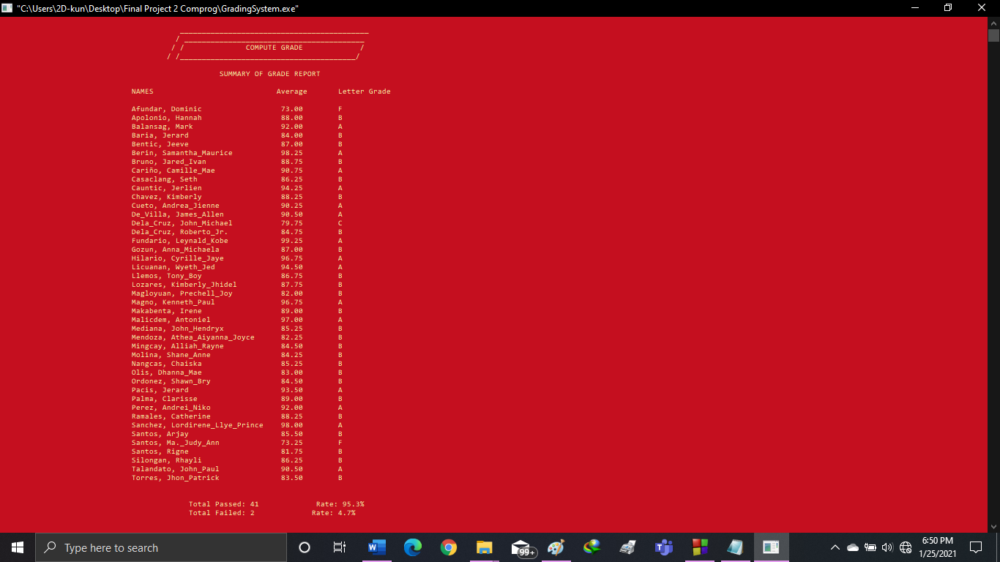 "C:\Users\2D-kun\Desktop\Final Project 2 Comprog\GradingSystem.exe"
COMPUTE GRADE
SUMMARY OF GRADE REPORT
NAMES Average Letter Grade
Afundar, Dominic 73.00 F
Apolonio, Hannah 88.00 B
Balansag, Mark 92.00 A
Baria, Jerard 84.00 B
Bentic, Jeeve 87.00 B
Berin, Samantha_Maurice 98.25 A
Bruno, Jared_Ivan 88.75 B
Cariño, Camille_Mae 90.75 A
Casaclang, Seth 86.25 B
Cauntic, Jerlien 94.25 A
Chavez, Kimberly 88.25 B
Cueto, Andrea_Jienne 90.25 A
De_Villa, James_Allen 90.50 A
Dela_Cruz, John_Michael 79.75 C
Dela_Cruz, Roberto_Jr. 84.75 B
Fundario, Leynald_Kobe 99.25 A
Gozun, Anna_Michaela 87.00 B
Hilario, Cyrille_Jaye 96.75 A
Licuanan, Wyeth_Jed 94.50 A
Llemos, Tony_Boy 86.75 B
Lozares, Kimberly_Jhidel 87.75 B
Magloyuan, Prechell_Joy 82.00 B
Magno, Kenneth_Paul 96.75 A
Makabenta, Irene 89.00 B
Malicdem, Antoniel 97.00 A
Mediana, John_Hendryx 85.25 B
Mendoza, Athea_Aiyanna_Joyce 82.25 B
Mingcay, Alliah_Rayne 84.50 B
Molina, Shane_Anne 84.25 B
Nangcas, Chaiska 85.25 B
Olis, Dhanna_Mae 83.00 B
Ordonez, Shawn_Bry 84.50 B
Pacis, Jerard 93.50 A
Palma, Clarisse 89.00 B
Perez, Andrei_Niko 92.00 A
Ramales, Catherine 88.25 B
Sanchez, Lordirene_Llye_Prince 98.00 A
Santos, Arjay 85.50 B
Santos, Ma._Judy_Ann 73.25 F
Santos, Rigne 81.75 B
Silongan, Rhayli 86.25 B
Talandato, John_Paul 90.50 A
Torres, Jhon_Patrick 83.50 B
Total Passed: 41 Rate: 95.3%
Total Failed: 2 Rate: 4.7%
Type here to search
99+
6:50 PM
1/25/2021